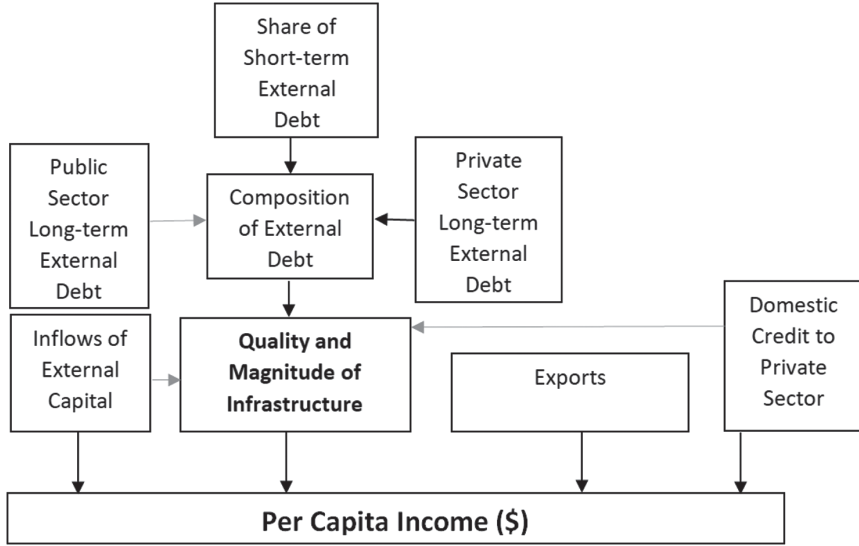 Share of
Short-term
External
Debt
Public
Sector
Long-term
External
Debt
Composition
of External
Debt
Private
Sector
Long-term
External
Debt
Inflows of
External
Capital
Quality and
Magnitude of
Infrastructure
Exports
Domestic
Credit to
Private
Sector
Per Capita Income ($)